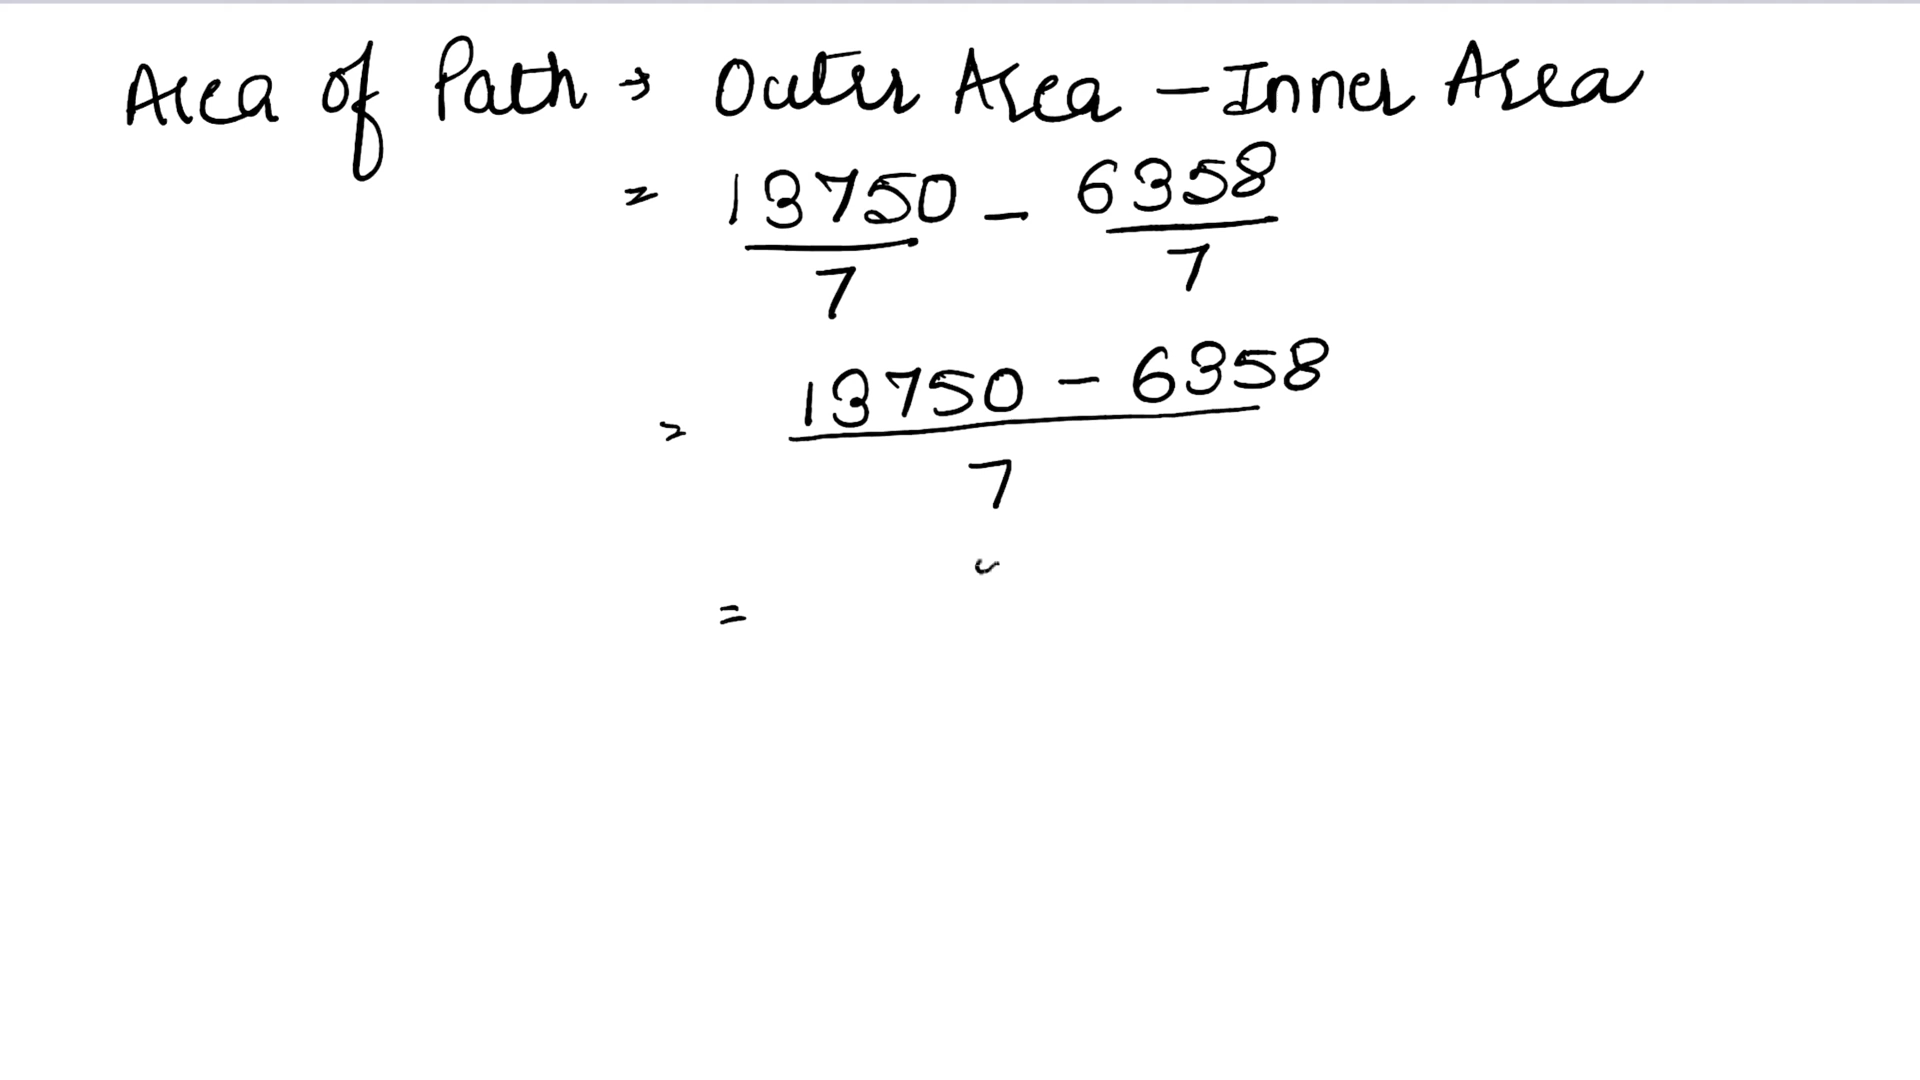 Area of Path → Outer Area - Inner Area
= 13750/7 - 6358/7
= 13750 - 6358/7
=